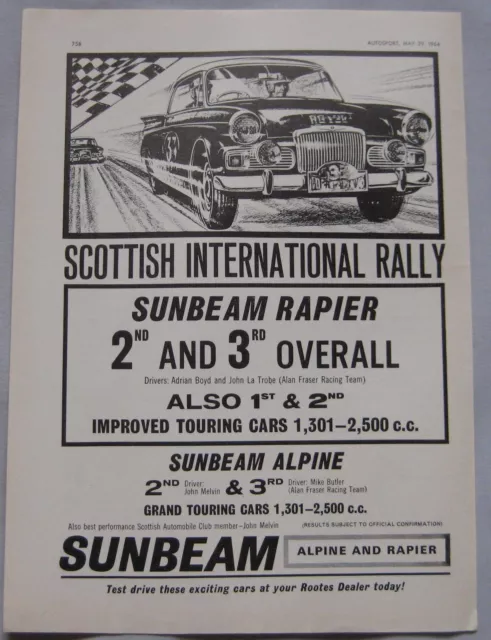 738
AUTOSPORT, MAY 29, 1964
SCOTTISH INTERNATIONAL RALLY
SUNBEAM RAPIER
2ND AND 3RD OVERALL
Drivers: Adrian Boyd and John La Trobe (Alan Fraser Racing Team)
ALSO 1ST & 2ND
IMPROVED TOURING CARS 1,301–2,500 c.c.
SUNBEAM ALPINE
2ND Driver: John Melvin & 3RD Driver: Mike Butler (Alan Fraser Racing Team)
GRAND TOURING CARS 1,301–2,500 c.c.
Also best performance Scottish Automobile Club member–John Melvin
(RESULTS SUBJECT TO OFFICIAL CONFIRMATION)
SUNBEAM ALPINE AND RAPIER
Test drive these exciting cars at your Rootes Dealer today!